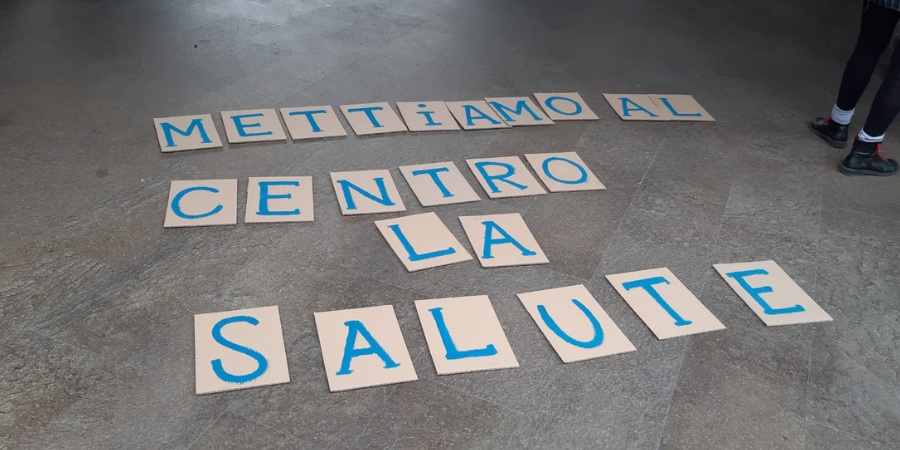 METTiAMO AL
CENTRO
LA
SALUTE